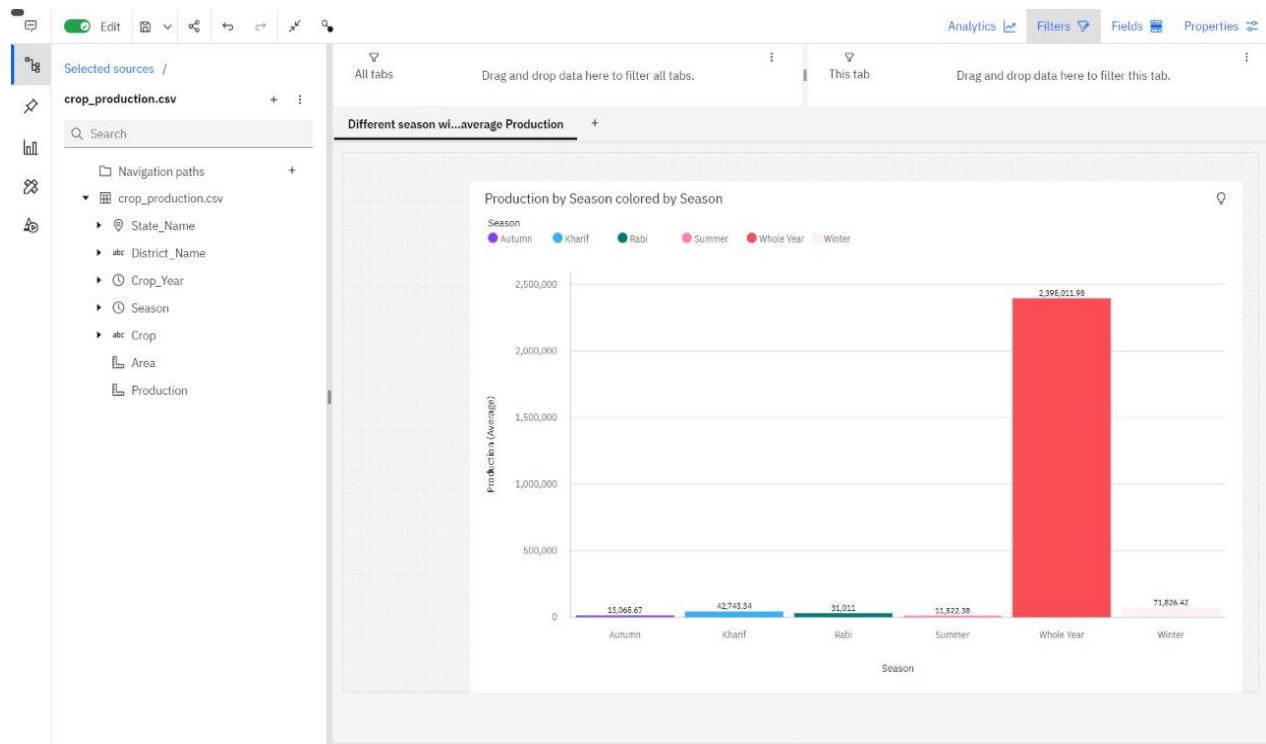 Edit
Analytics
Filters
Fields
Properties
Selected sources /
crop_production.csv
Search
Navigation paths
crop_production.csv
State_Name
abc District_Name
Crop_Year
Season
abc Crop
Area
Production
All tabs
Drag and drop data here to filter all tabs.
This tab
Drag and drop data here to filter this tab.
Different season wi...average Production
Production by Season colored by Season
Season
Autumn Kharif Rabi Summer Whole Year Winter
Production (Average)
2,500,000
2,000,000
1,500,000
1,000,000
500,000
0
13,065.67
42,743.34
31,011
11,522.38
2,395,011.98
71,826.42
Autumn Kharif Rabi Summer Whole Year Winter
Season